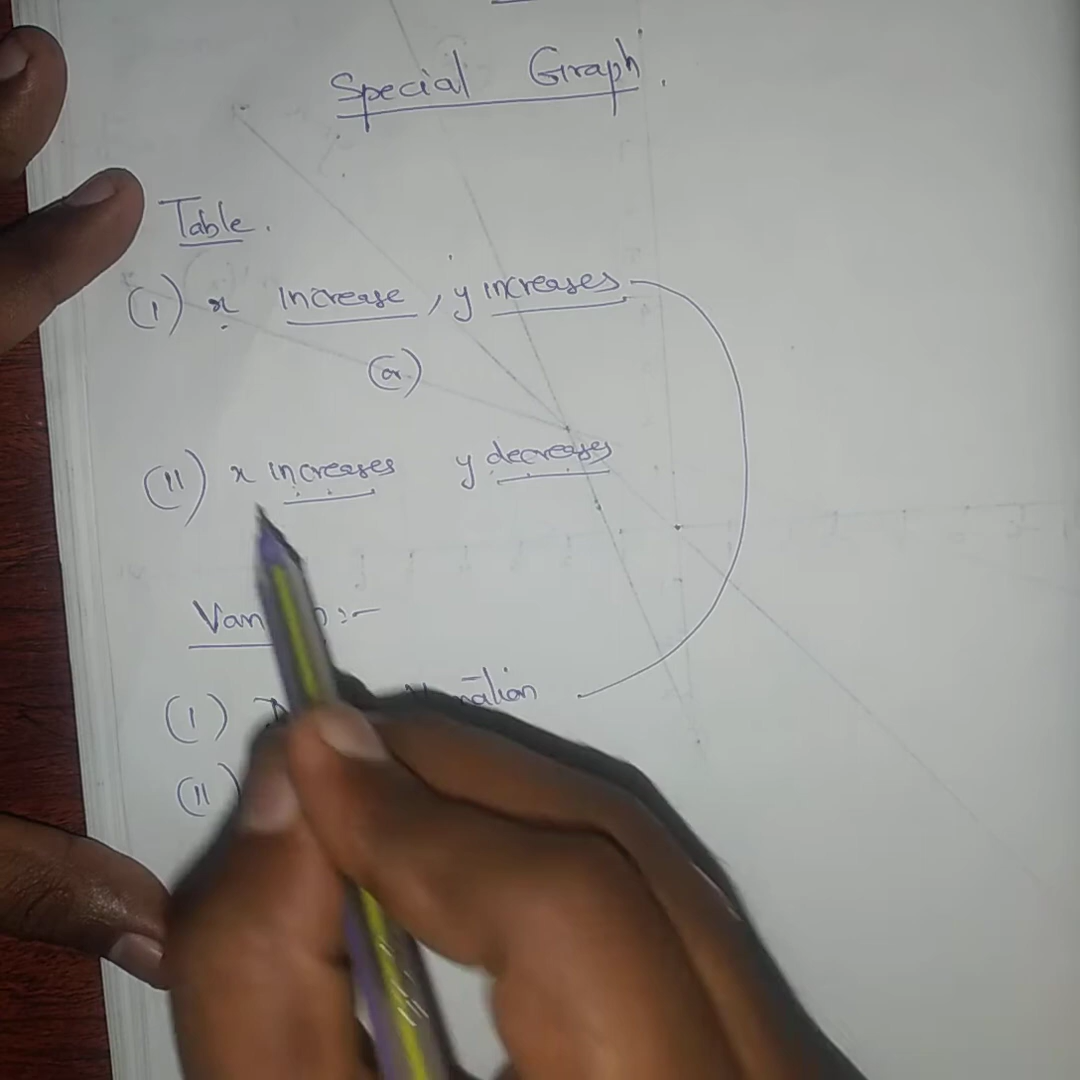 Special Graph.
Table.
(I) x increase, y increases
(or)
(II) x increases y decreases
:-
(I)
(II)